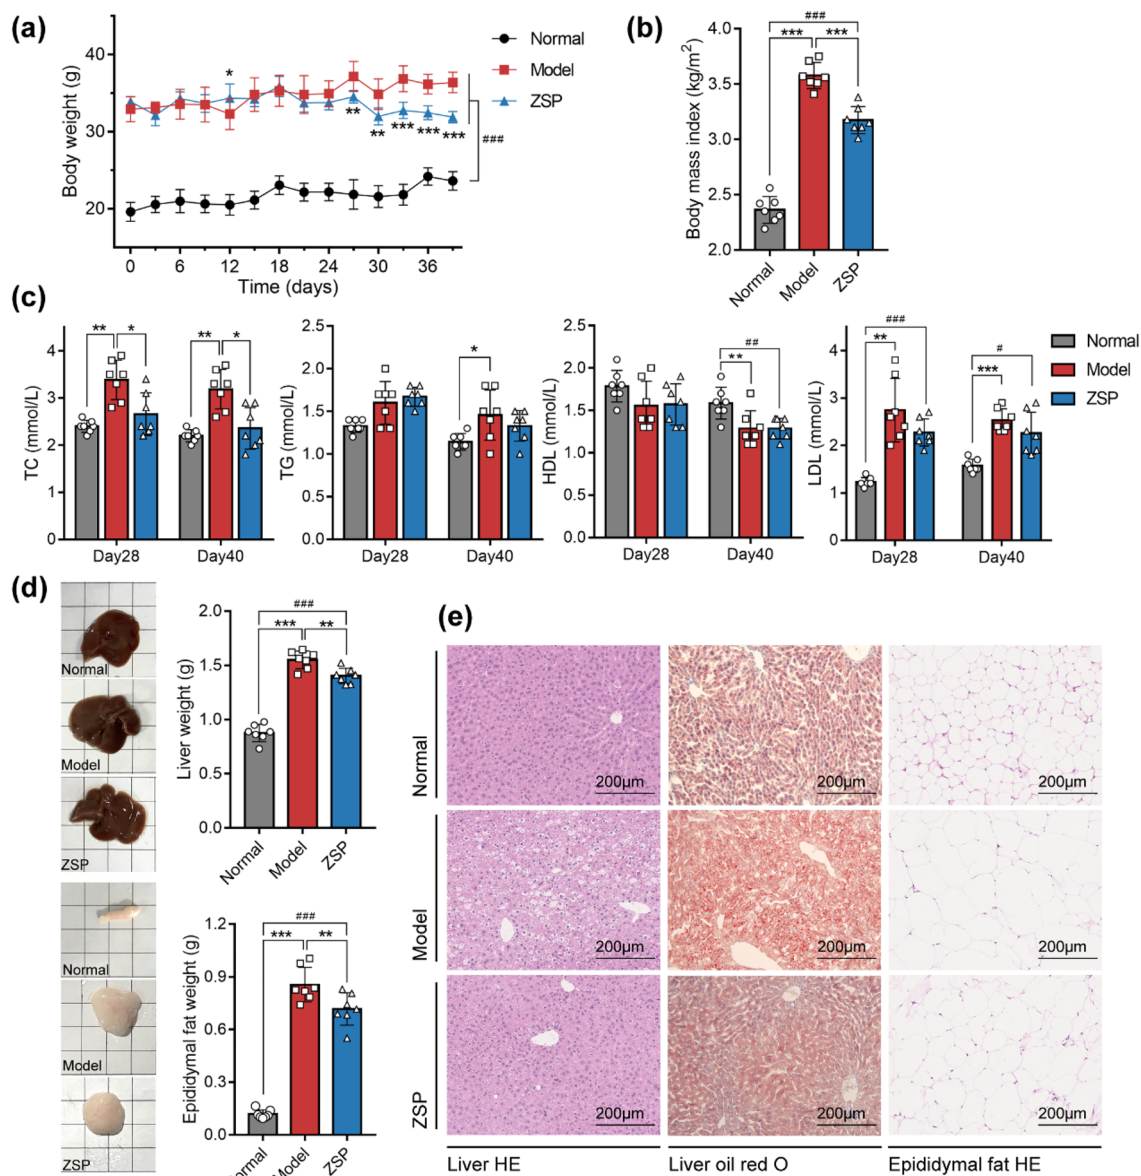 (a)
Body weight (g)
40
30
20
0
6
12
18
24
30
36
Time (days)
*
**
**
***
***
***
###
Normal
Model
ZSP
(b)
Body mass index (kg/m²)
4.0
3.5
3.0
2.5
2.0
###
***
***
Normal
Model
ZSP
(c)
TC (mmol/L)
4
3
2
1
0
**
*
**
*
Day28
Day40
TG (mmol/L)
2.5
2.0
1.5
1.0
0.5
0.0
*
Day28
Day40
HDL (mmol/L)
2.5
2.0
1.5
1.0
0.5
0.0
##
**
Day28
Day40
LDL (mmol/L)
4
3
2
1
0
###
**
#
***
Day28
Day40
Normal
Model
ZSP
(d)
Normal
Model
ZSP
Normal
Model
ZSP
Liver weight (g)
2.0
1.5
1.0
0.5
0.0
###
***
**
Normal
Model
ZSP
Epididymal fat weight (g)
1.2
0.9
0.6
0.3
0.0
###
***
**
Normal
Model
ZSP
(e)
Normal
200μm
200μm
200μm
Model
200μm
200μm
200μm
ZSP
200μm
200μm
200μm
Liver HE
Liver oil red O
Epididymal fat HE